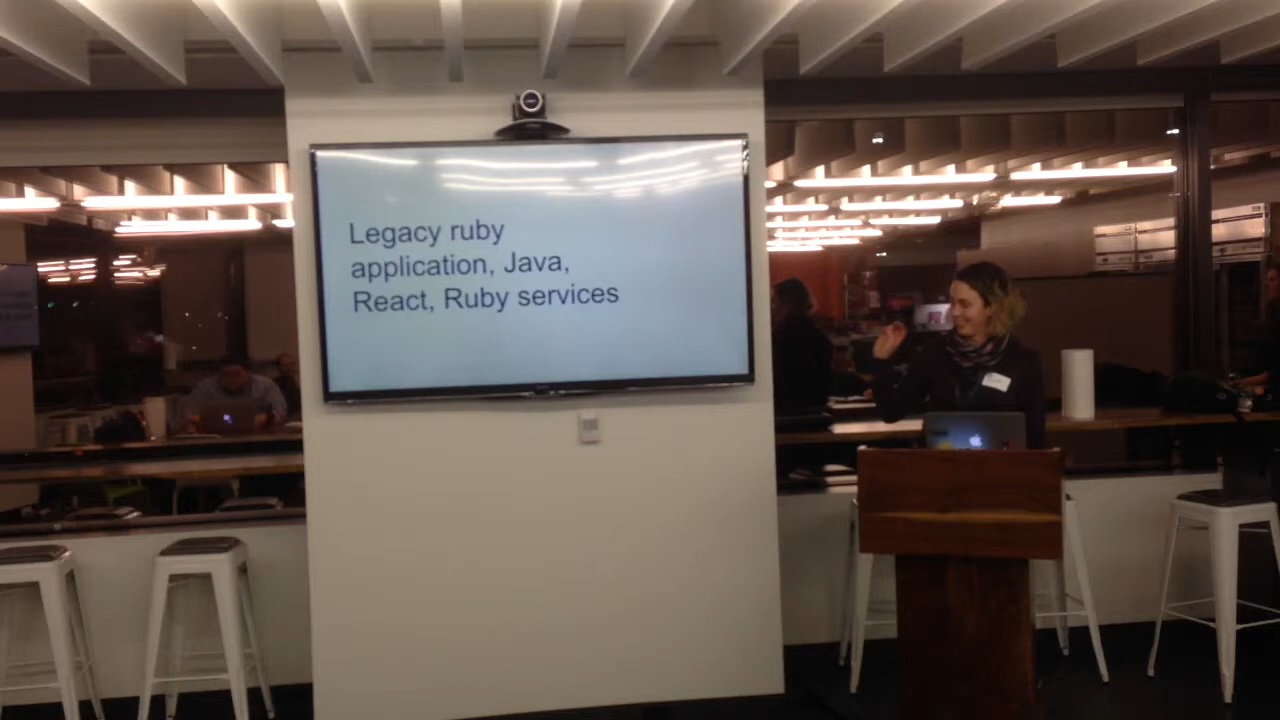 Legacy ruby
application, Java,
React, Ruby services